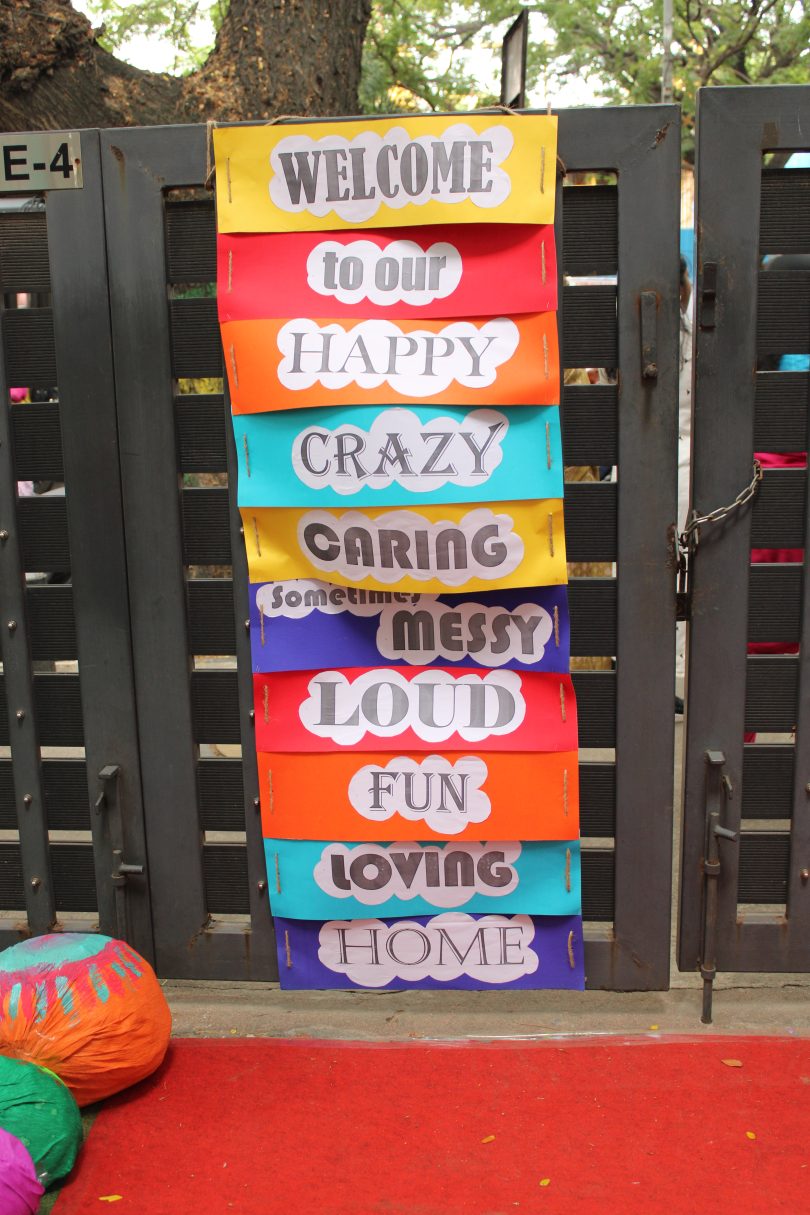 E-4
WELCOME
to our
HAPPY
CRAZY
CARING
Sometimes
MESSY
LOUD
FUN
LOVING
HOME